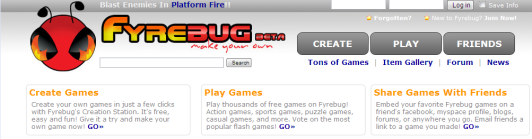 Blast Enemies In Platform Fire!!
Log in
Save Info
Forgotten?
New to Fyrebug? Join Now!
FYREBUG BETA
make your own
CREATE
PLAY
FRIENDS
Search
Tons of Games | Item Gallery | Forum | News
Create Games
Create your own games in just a few clicks
with Fyrebug's Creation Station. It's free,
easy and fun! Give it a try and make your
own game now! GO»
Play Games
Play thousands of free games on Fyrebug!
Action games, sports games, puzzle games,
casual games, and more. Vote on the most
popular flash games! GO»
Share Games With Friends
Embed your favorite Fyrebug games on a
friend's facebook, myspace profile, blogs,
forums, or anywhere you go. Email friends a
link to a game you made! GO»